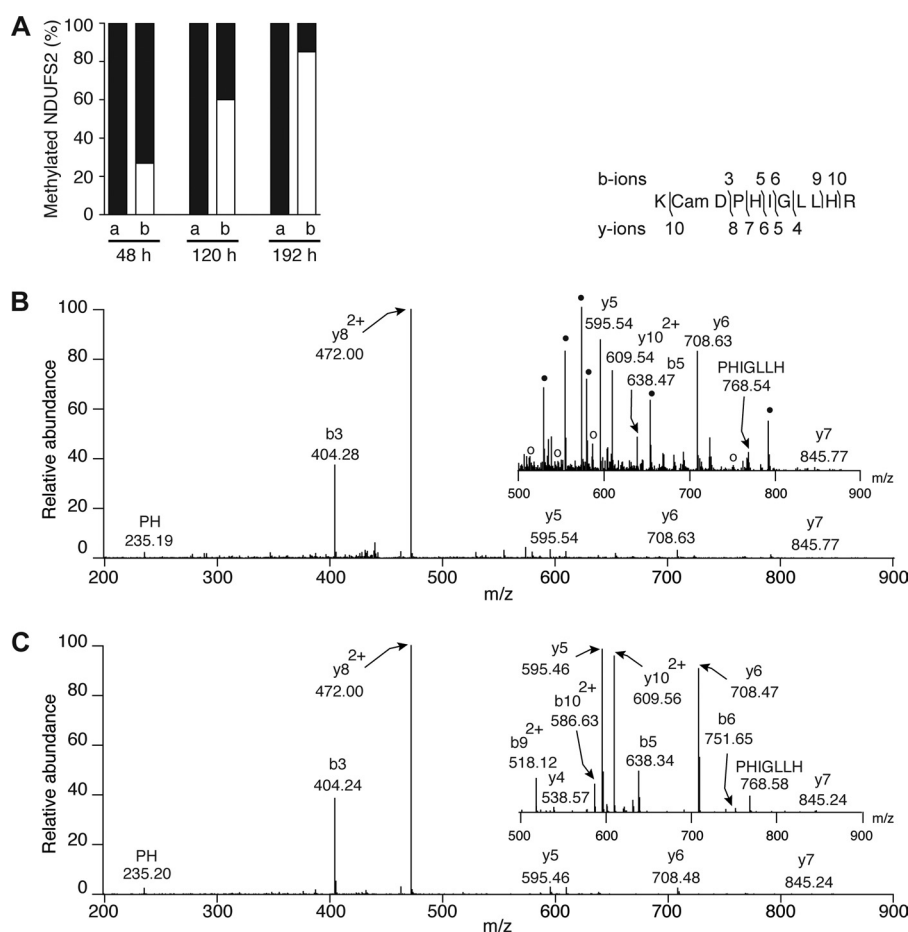 A
Methylated NDUFS2 (%)
100
80
60
40
20
0
a b a b a b
48 h 120 h 192 h
b-ions 3 5 6 9 10
K Cam D P H I G L L H R
y-ions 10 8 7 6 5 4
B
Relative abundance
100
80
60
40
20
0
y8 2+
472.00
b3
404.28
PH
235.19
y5
595.54
y6
708.63
y7
845.77
200 300 400 500 600 700 800 900
m/z
y5
595.54
y10 2+
609.54
b5
638.47
y6
708.63
PHIGLLH
768.54
y7
845.77
o o o o
500 600 700 800 900 m/z
C
Relative abundance
100
80
60
40
20
0
y8 2+
472.00
b3
404.24
PH
235.20
y5
595.46
y6
708.48
y7
845.24
200 300 400 500 600 700 800 900
m/z
y5
595.46
y10 2+
609.56
y6
708.47
b10 2+
586.63
b9 2+
518.12
y4
538.57
b5
638.34
b6
751.65
PHIGLLH
768.58
y7
845.24
500 600 700 800 900 m/z